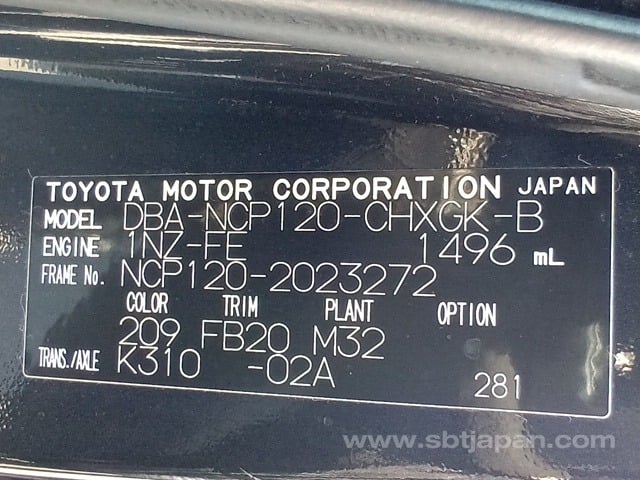 TOYOTA MOTOR CORPORATION JAPAN
MODEL DBA-NCP120-CHXGK-B
ENGINE 1NZ-FE 1496 mL
FRAME No. NCP120-2023272
COLOR TRIM PLANT OPTION
209 FB20 M32
TRANS./AXLE K310 -02A 281
www.sbtjapan.com